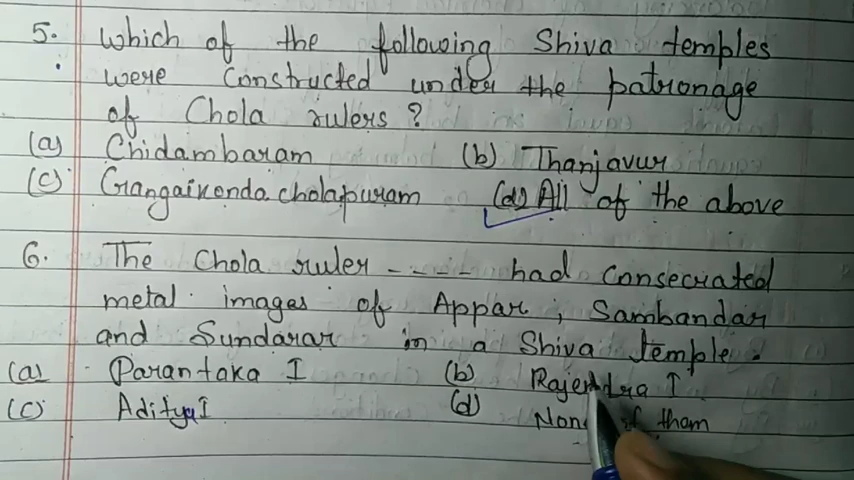 5. Which of the following Shiva temples
were constructed under the patronage
of Chola rulers ?
(a) Chidambaram (b) Thanjavur
(c) Gangaikonda cholapuram (d) All of the above
6. The Chola ruler ---- had consecrated
metal images of Appar, Sambandar
and Sundarar in a Shiva temple.
(a) Parantaka I (b) Rajendra I
(c) Aditya I (d) None of tham